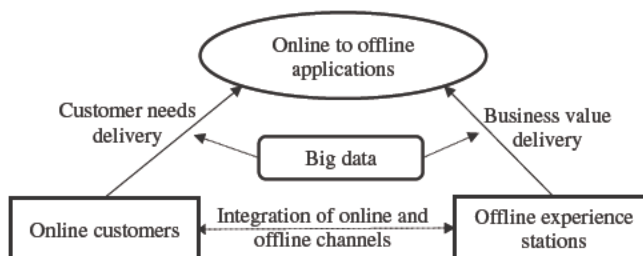 Online to offline
applications
Customer needs
delivery
Business value
delivery
Big data
Online customers
Integration of online and
offline channels
Offline experience
stations